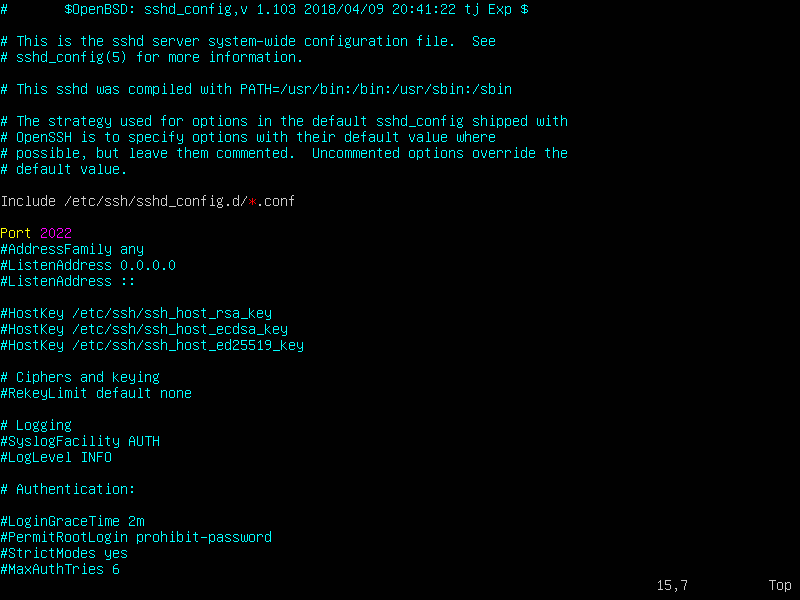 #       $OpenBSD: sshd_config,v 1.103 2018/04/09 20:41:22 tj Exp $
# This is the sshd server system-wide configuration file.  See
# sshd_config(5) for more information.
# This sshd was compiled with PATH=/usr/bin:/bin:/usr/sbin:/sbin
# The strategy used for options in the default sshd_config shipped with
# OpenSSH is to specify options with their default value where
# possible, but leave them commented.  Uncommented options override the
# default value.
Include /etc/ssh/sshd_config.d/*.conf
Port 2022
#AddressFamily any
#ListenAddress 0.0.0.0
#ListenAddress ::
#HostKey /etc/ssh/ssh_host_rsa_key
#HostKey /etc/ssh/ssh_host_ecdsa_key
#HostKey /etc/ssh/ssh_host_ed25519_key
# Ciphers and keying
#RekeyLimit default none
# Logging
#SyslogFacility AUTH
#LogLevel INFO
# Authentication:
#LoginGraceTime 2m
#PermitRootLogin prohibit-password
#StrictModes yes
#MaxAuthTries 6
15,7          Top